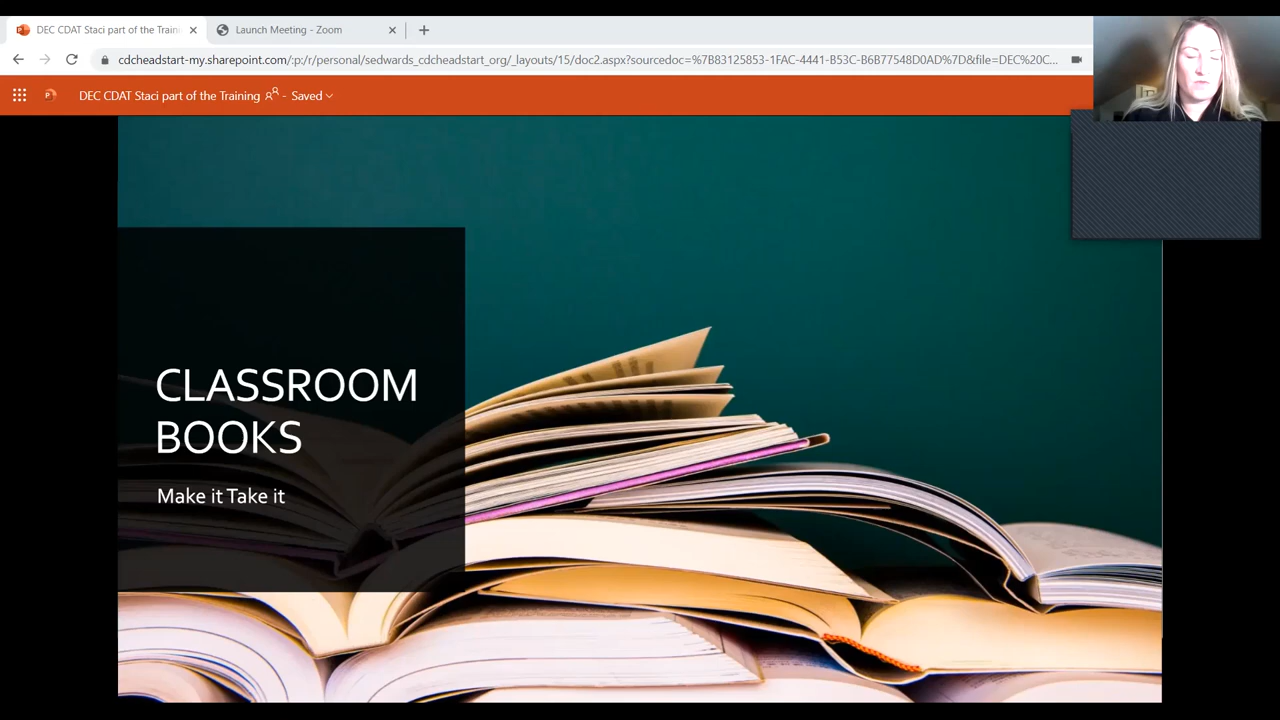 DEC CDAT Staci part of the Traini
Launch Meeting - Zoom
cdcheadstart-my.sharepoint.com/:p:/r/personal/sedwards_cdcheadstart_org/_layouts/15/doc2.aspx?sourcedoc=%7B83125853-1FAC-4441-B53C-B6B77548D0AD%7D&file=DEC%20C...
DEC CDAT Staci part of the Training - Saved
CLASSROOM
BOOKS
Make it Take it